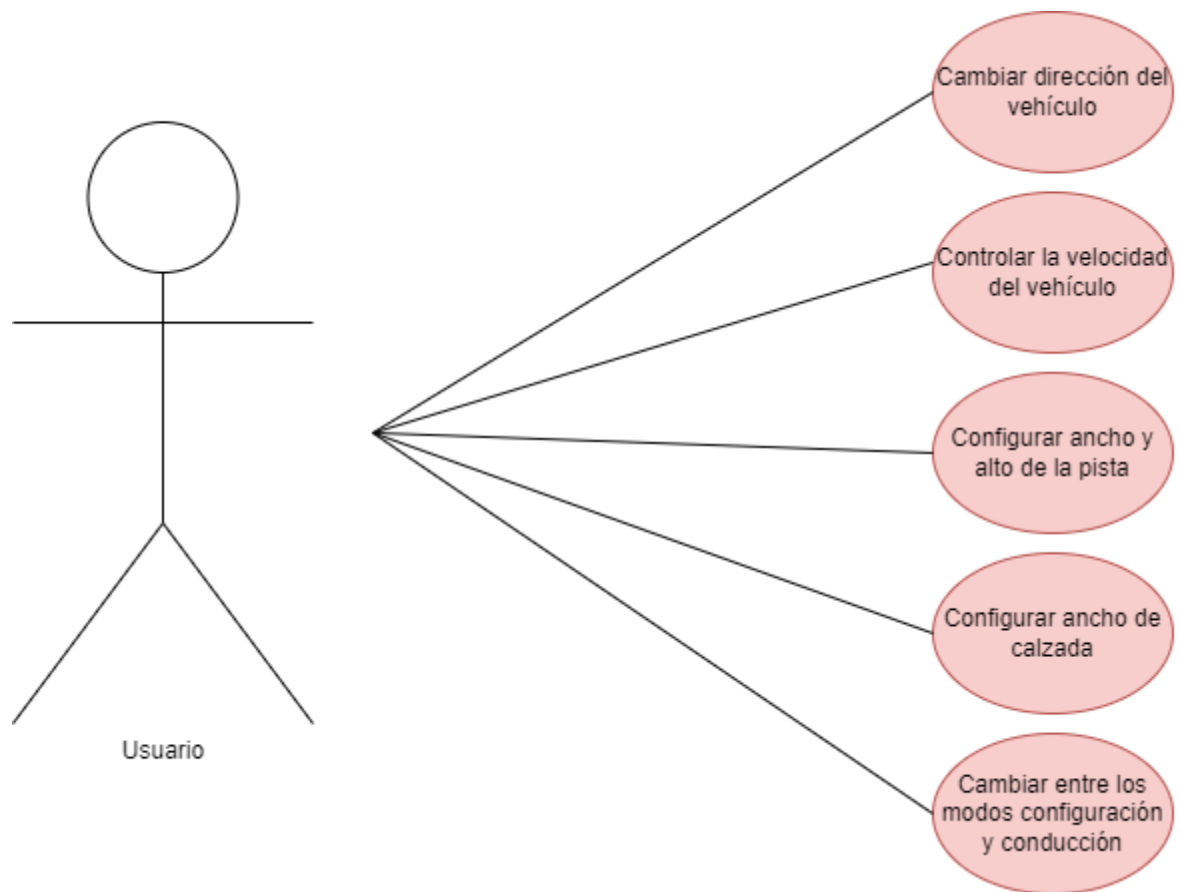 Cambiar dirección del
vehículo
Controlar la velocidad
del vehículo
Configurar ancho y
alto de la pista
Configurar ancho de
calzada
Usuario
Cambiar entre los
modos configuración
y conducción